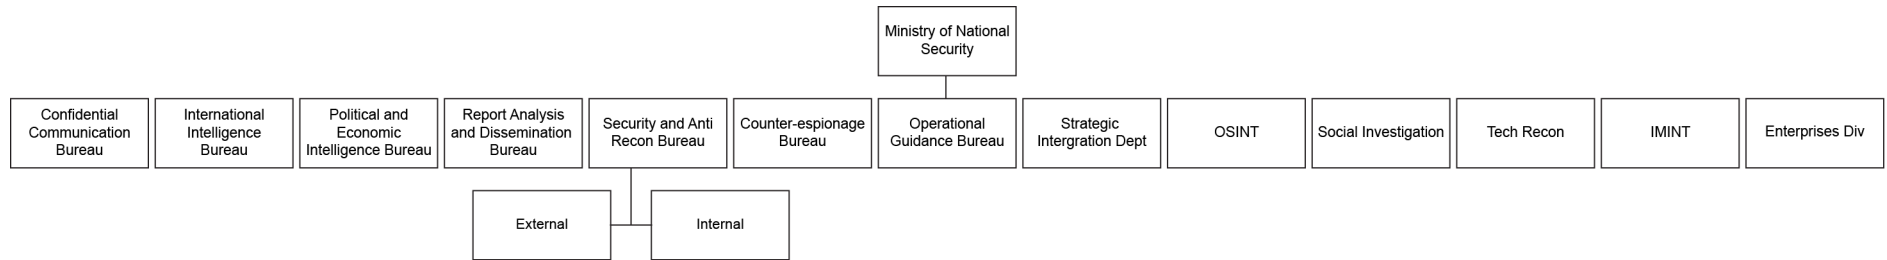 Ministry of National
Security
Confidential
Communication
Bureau
International
Intelligence
Bureau
Political and
Economic
Intelligence Bureau
Report Analysis
and Dissemination
Bureau
Security and Anti
Recon Bureau
Counter-espionage
Bureau
Operational
Guidance Bureau
Strategic
Intergration Dept
OSINT
Social Investigation
Tech Recon
IMINT
Enterprises Div
External
Internal